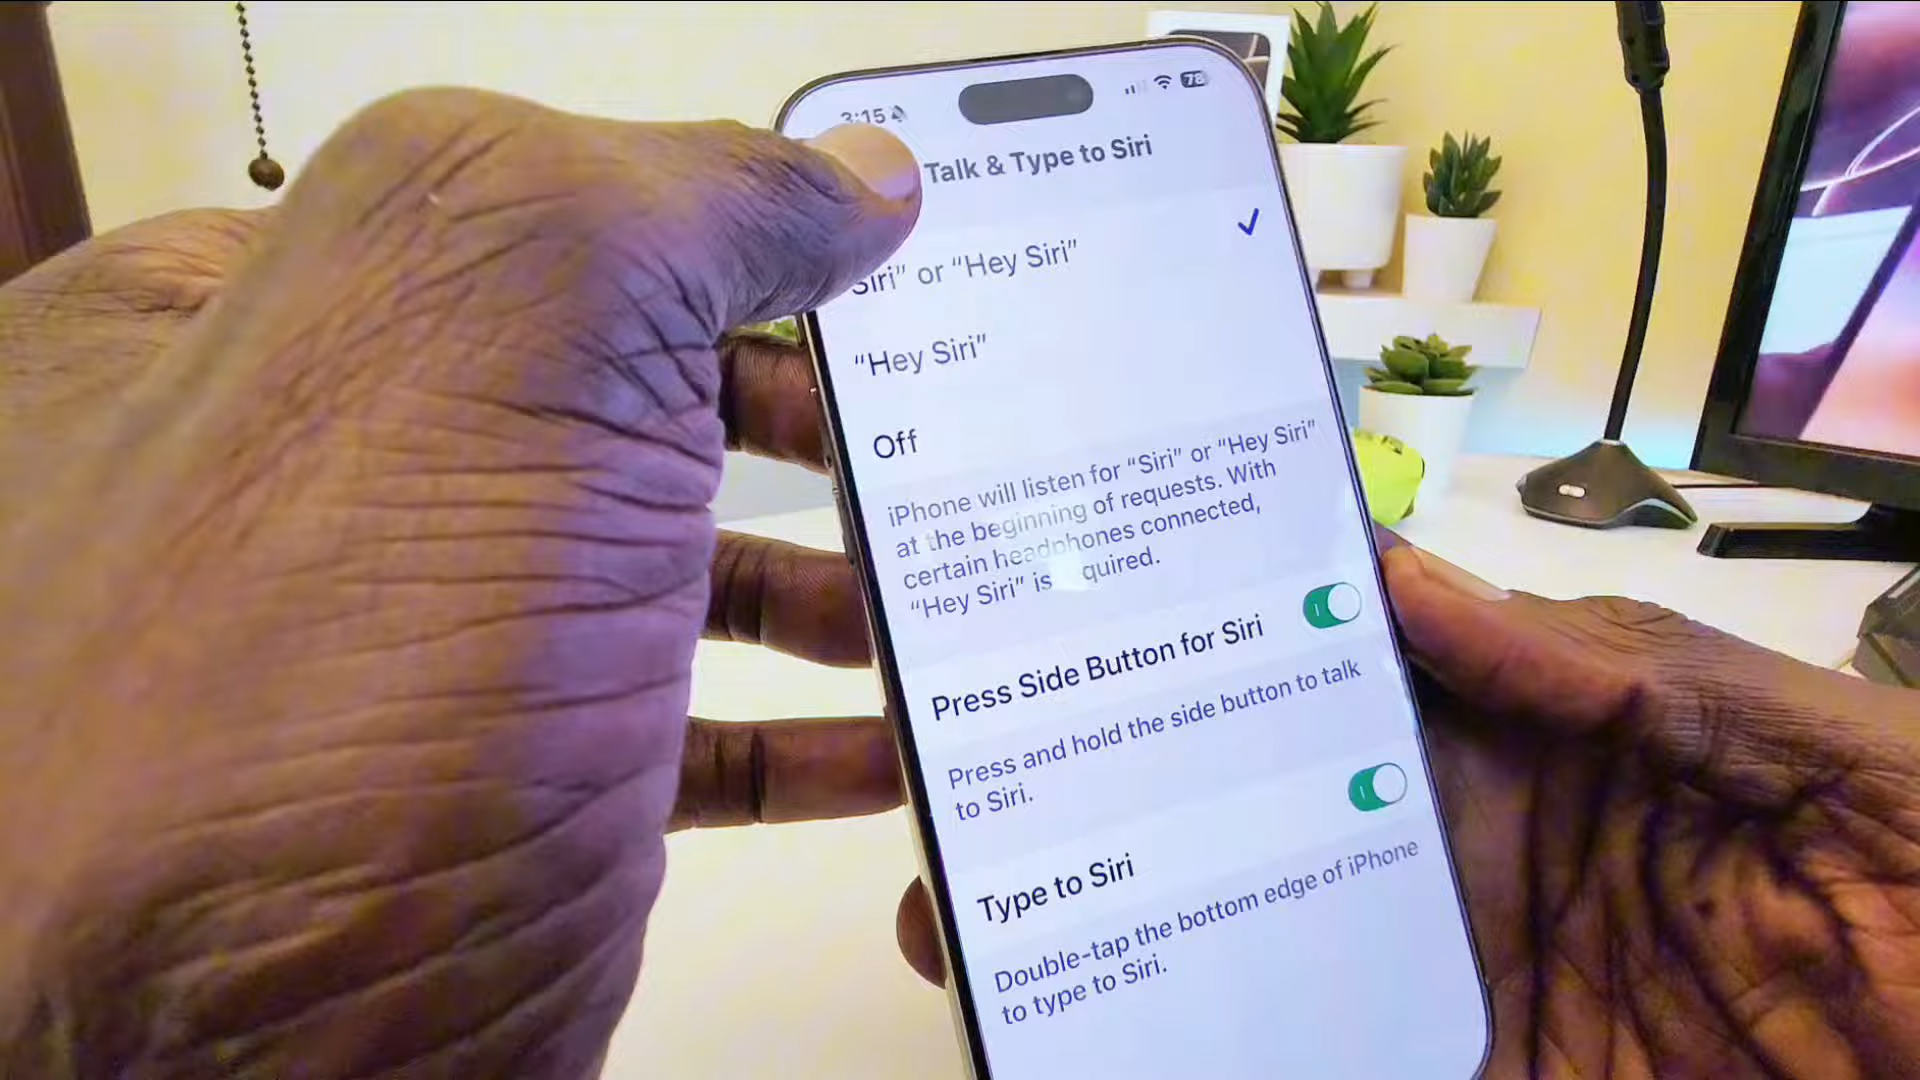 3:15
78
Talk & Type to Siri
Siri" or "Hey Siri"
"Hey Siri"
Off
iPhone will listen for "Siri" or "Hey Siri"
at the beginning of requests. With
certain headphones connected,
"Hey Siri" is quired.
Press Side Button for Siri
Press and hold the side button to talk
to Siri.
Type to Siri
Double-tap the bottom edge of iPhone
to type to Siri.